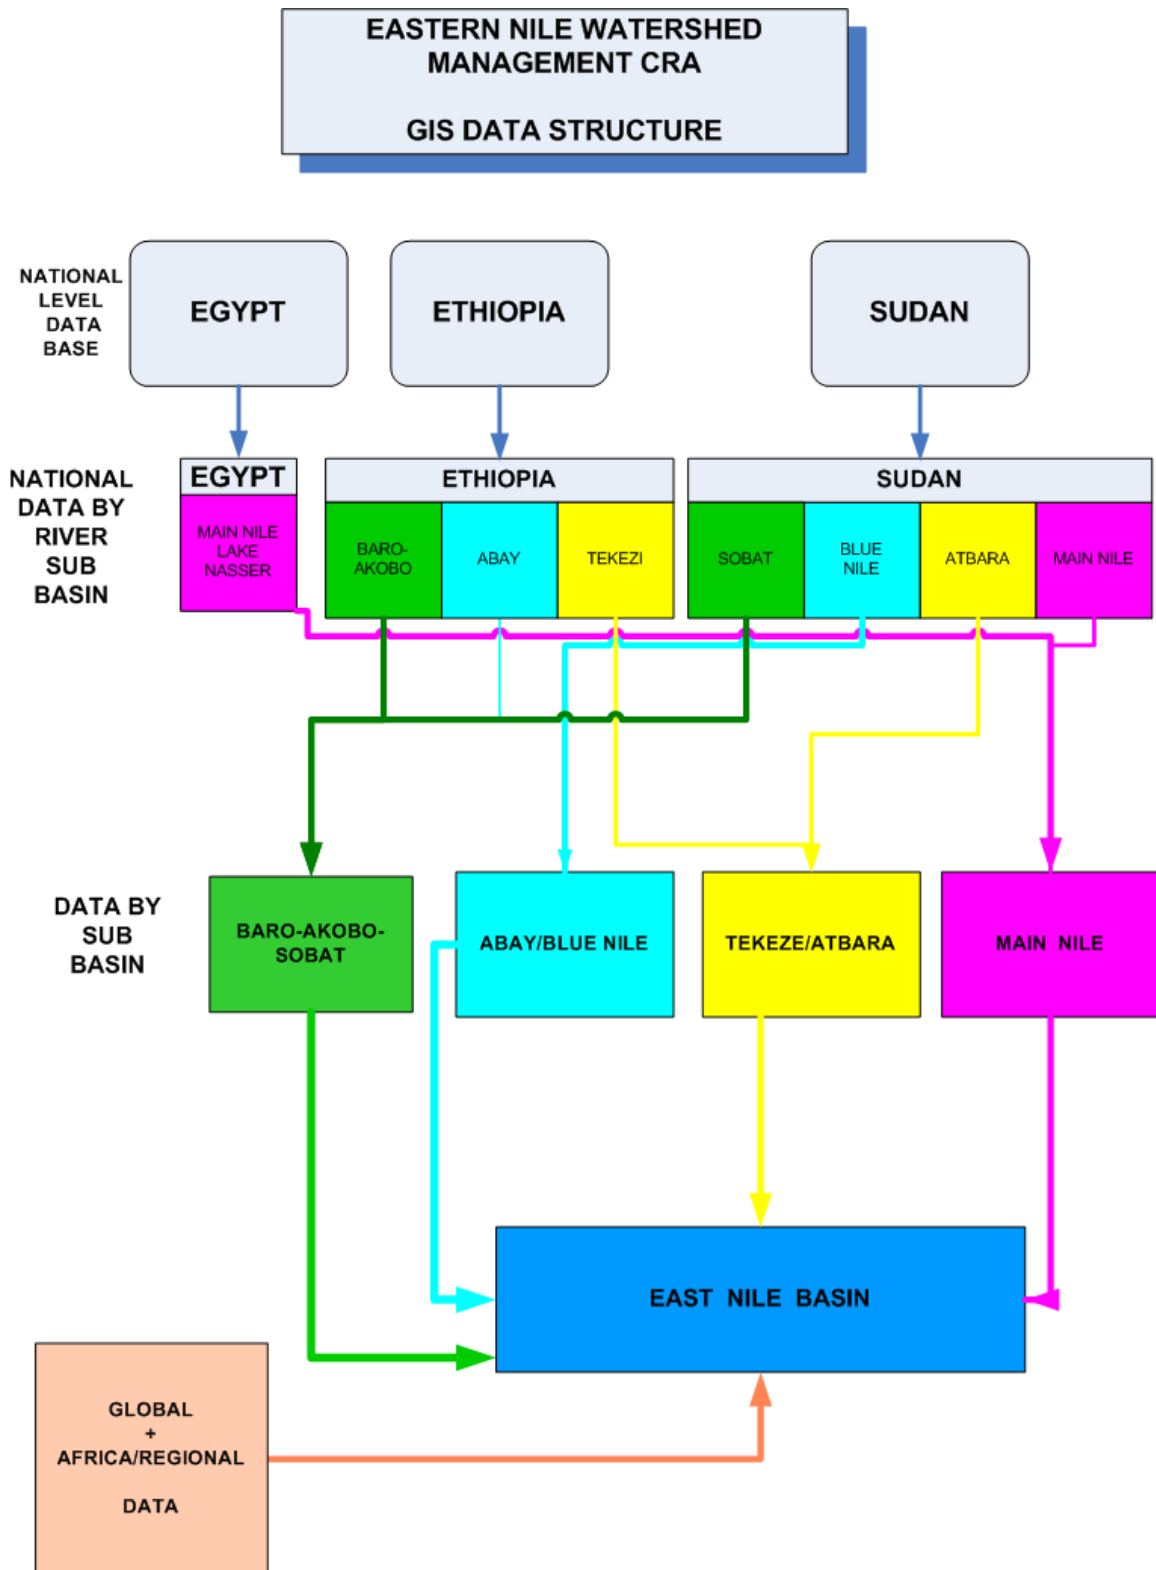 EASTERN NILE WATERSHED
MANAGEMENT CRA
GIS DATA STRUCTURE
NATIONAL
LEVEL
DATA
BASE
EGYPT
ETHIOPIA
SUDAN
NATIONAL
DATA BY
RIVER
SUB
BASIN
EGYPT
MAIN NILE
LAKE
NASSER
ETHIOPIA
BARO-
AKOBO
ABAY
TEKEZI
SUDAN
SOBAT
BLUE
NILE
ATBARA
MAIN NILE
DATA BY
SUB
BASIN
BARO-AKOBO-
SOBAT
ABAY/BLUE NILE
TEKEZE/ATBARA
MAIN NILE
EAST NILE BASIN
GLOBAL
+
AFRICA/REGIONAL
DATA